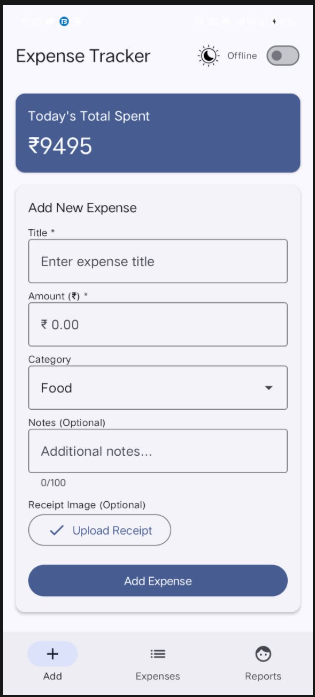 Expense Tracker
Offline
Today's Total Spent
₹9495
Add New Expense
Title *
Enter expense title
Amount (₹) *
₹ 0.00
Category
Food
Notes (Optional)
Additional notes...
0/100
Receipt Image (Optional)
Upload Receipt
Add Expense
Add
Expenses
Reports